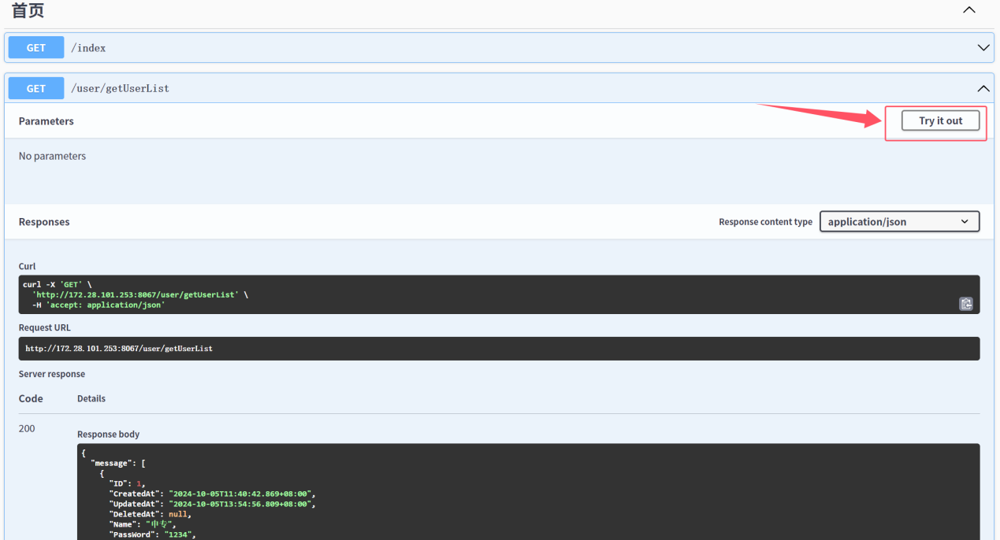 首页
GET /index
GET /user/getUserList
Parameters Try it out
No parameters
Responses Response content type application/json
Curl
curl -X 'GET' \
'http://172.28.101.253:8067/user/getUserList' \
-H 'accept: application/json'
Request URL
http://172.28.101.253:8067/user/getUserList
Server response
Code Details
200
Response body
{
"message": [
{
"ID": 1,
"CreatedAt": "2024-10-05T11:40:42.869+08:00",
"UpdatedAt": "2024-10-05T13:54:56.809+08:00",
"DeletedAt": null,
"Name": "申专",
"PassWord": "1234",